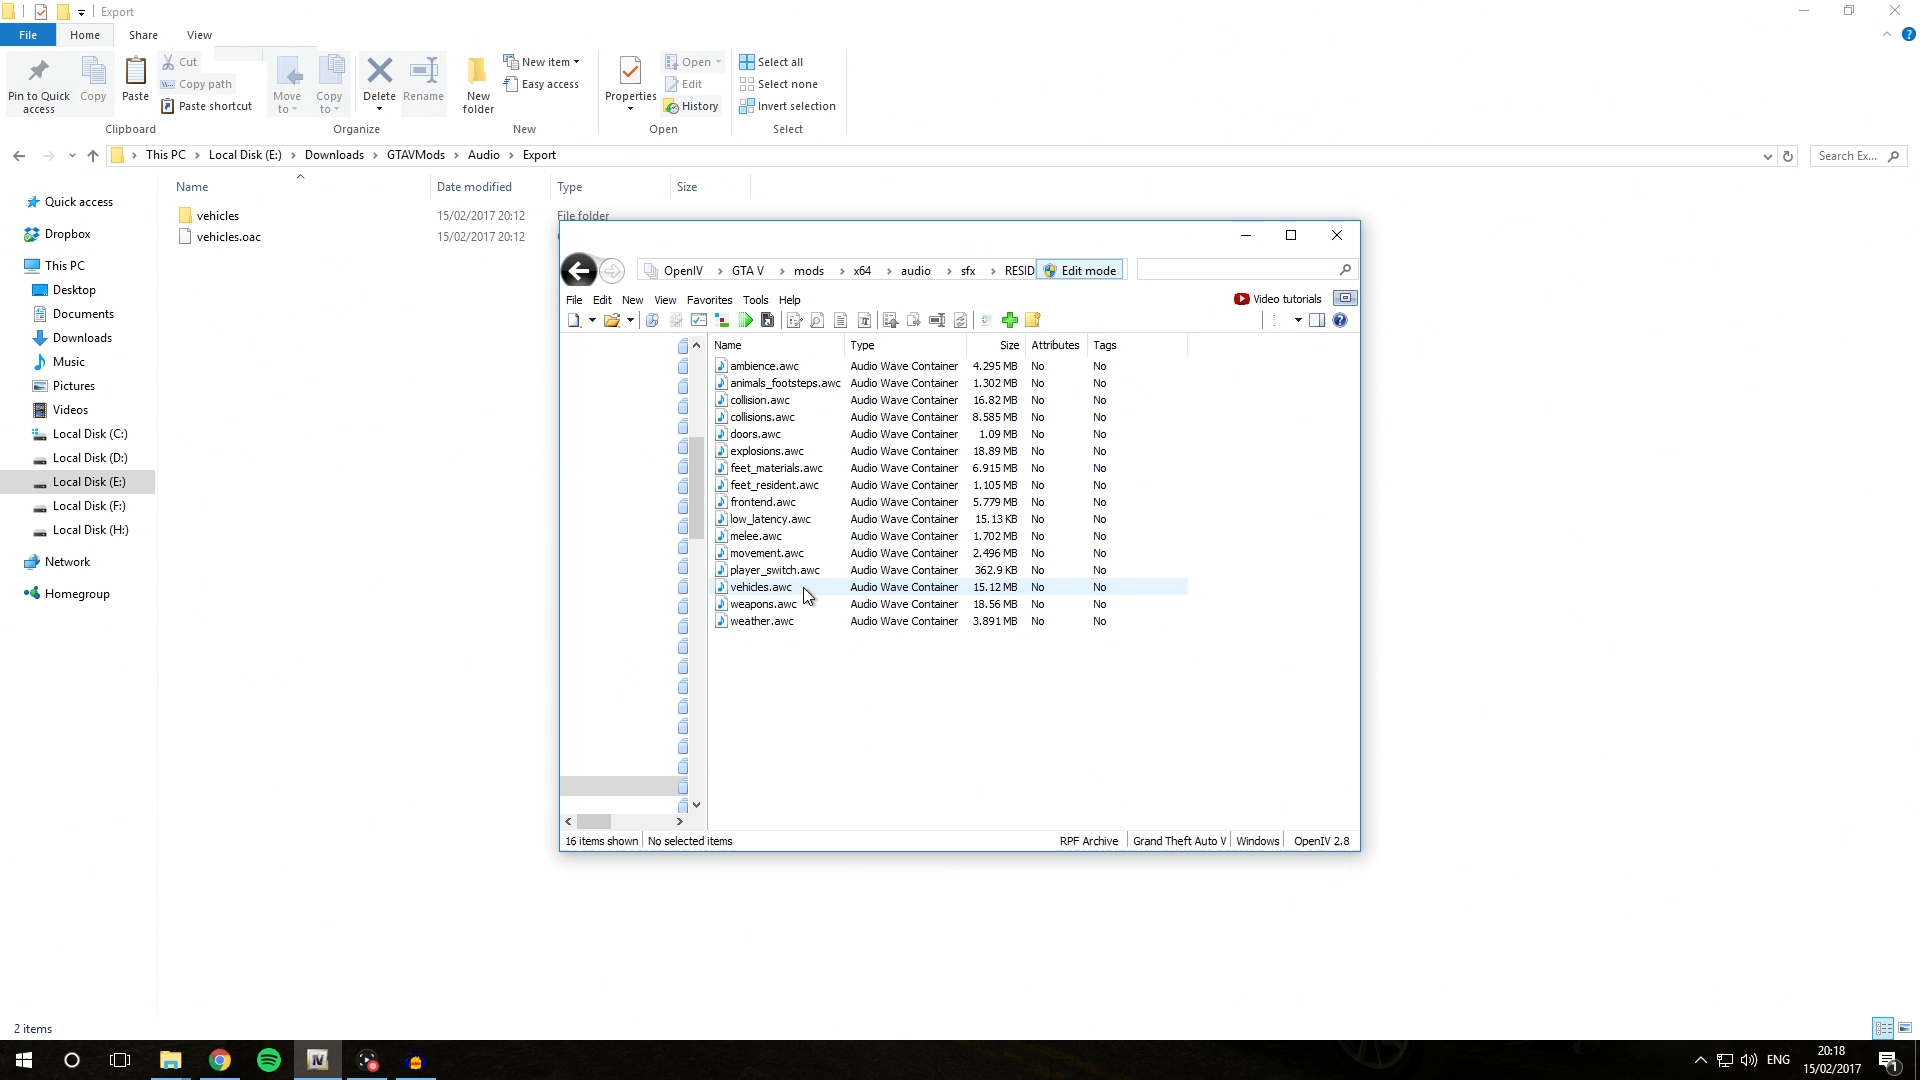 Export
File
Home
Share
View
Pin to Quick access
Copy
Paste
Cut
Copy path
Paste shortcut
Move to
Copy to
Delete
Rename
New folder
New item
Easy access
Properties
Open
Edit
History
Select all
Select none
Invert selection
Clipboard
Organize
New
Open
Select
This PC
Local Disk (E:)
Downloads
GTAVMods
Audio
Export
Search Ex...
Name
Date modified
Type
Size
vehicles
15/02/2017 20:12
File folder
vehicles.oac
15/02/2017 20:12
Quick access
Dropbox
This PC
Desktop
Documents
Downloads
Music
Pictures
Videos
Local Disk (C:)
Local Disk (D:)
Local Disk (E:)
Local Disk (F:)
Local Disk (H:)
Network
Homegroup
OpenIV
GTA V
mods
x64
audio
sfx
RESID
Edit mode
File Edit New View Favorites Tools Help
Video tutorials
Name Type Size Attributes Tags
ambience.awc Audio Wave Container 4.295 MB No No
animals_footsteps.awc Audio Wave Container 1.302 MB No No
collision.awc Audio Wave Container 16.82 MB No No
collisions.awc Audio Wave Container 8.585 MB No No
doors.awc Audio Wave Container 1.09 MB No No
explosions.awc Audio Wave Container 18.89 MB No No
feet_materials.awc Audio Wave Container 6.915 MB No No
feet_resident.awc Audio Wave Container 1.105 MB No No
frontend.awc Audio Wave Container 5.779 MB No No
low_latency.awc Audio Wave Container 15.13 KB No No
melee.awc Audio Wave Container 1.702 MB No No
movement.awc Audio Wave Container 2.496 MB No No
player_switch.awc Audio Wave Container 362.9 KB No No
vehicles.awc Audio Wave Container 15.12 MB No No
weapons.awc Audio Wave Container 18.56 MB No No
weather.awc Audio Wave Container 3.891 MB No No
16 items shown
No selected items
RPF Archive
Grand Theft Auto V
Windows
OpenIV 2.8
2 items
ENG
20:18
15/02/2017
1